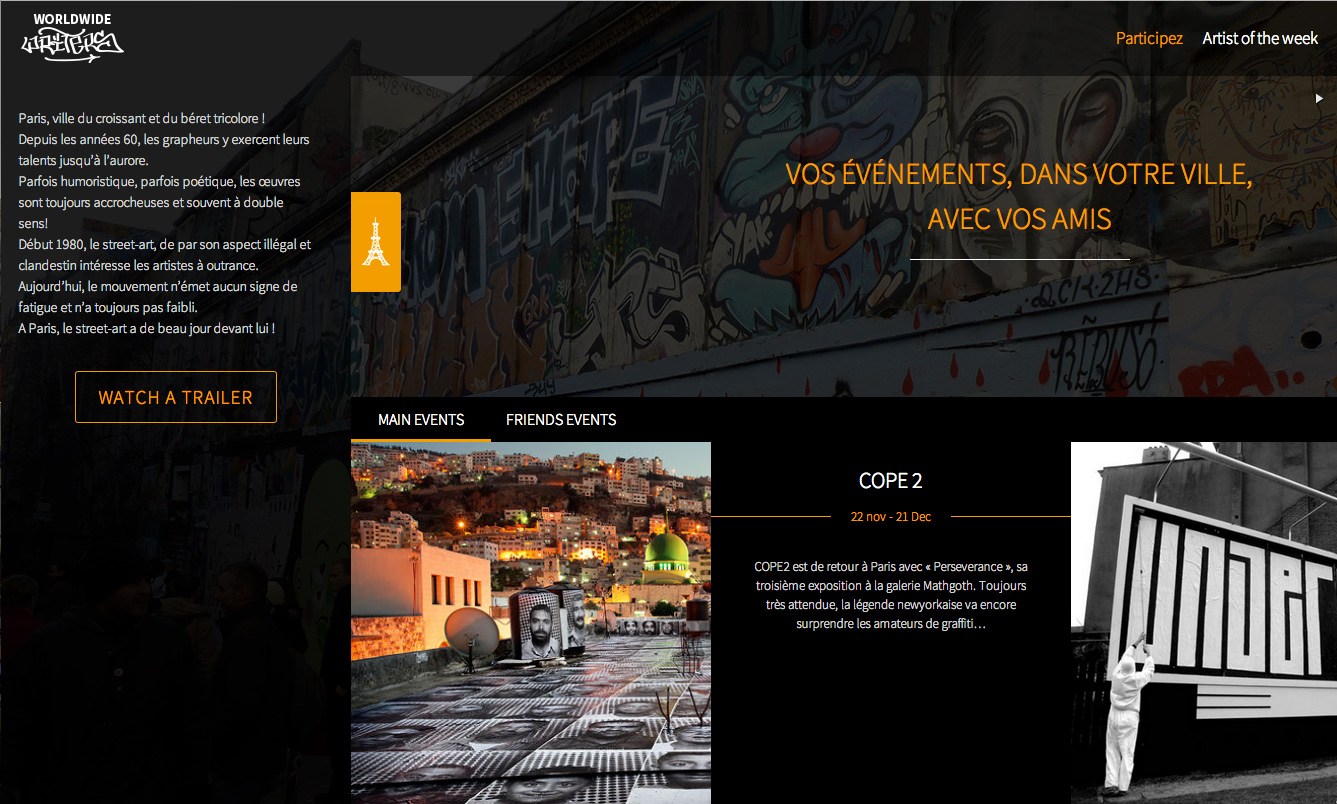 WORLDWIDE
WRITERS
Participez
Artist of the week
Paris, ville du croissant et du béret tricolore !
Depuis les années 60, les grapheurs y exercent leurs
talents jusqu'à l'aurore.
Parfois humoristique, parfois poétique, les œuvres
sont toujours accrocheuses et souvent à double
sens!
Début 1980, le street-art, de par son aspect illégal et
clandestin intéresse les artistes à outrance.
Aujourd'hui, le mouvement n'émet aucun signe de
fatigue et n'a toujours pas faibli.
A Paris, le street-art a de beau jour devant lui !
WATCH A TRAILER
VOS ÉVÉNEMENTS, DANS VOTRE VILLE,
AVEC VOS AMIS
MAIN EVENTS
FRIENDS EVENTS
COPE 2
22 nov - 21 Dec
COPE2 est de retour à Paris avec « Perseverance », sa
troisième exposition à la galerie Mathgoth. Toujours
très attendue, la légende newyorkaise va encore
surprendre les amateurs de graffiti…
UNDER